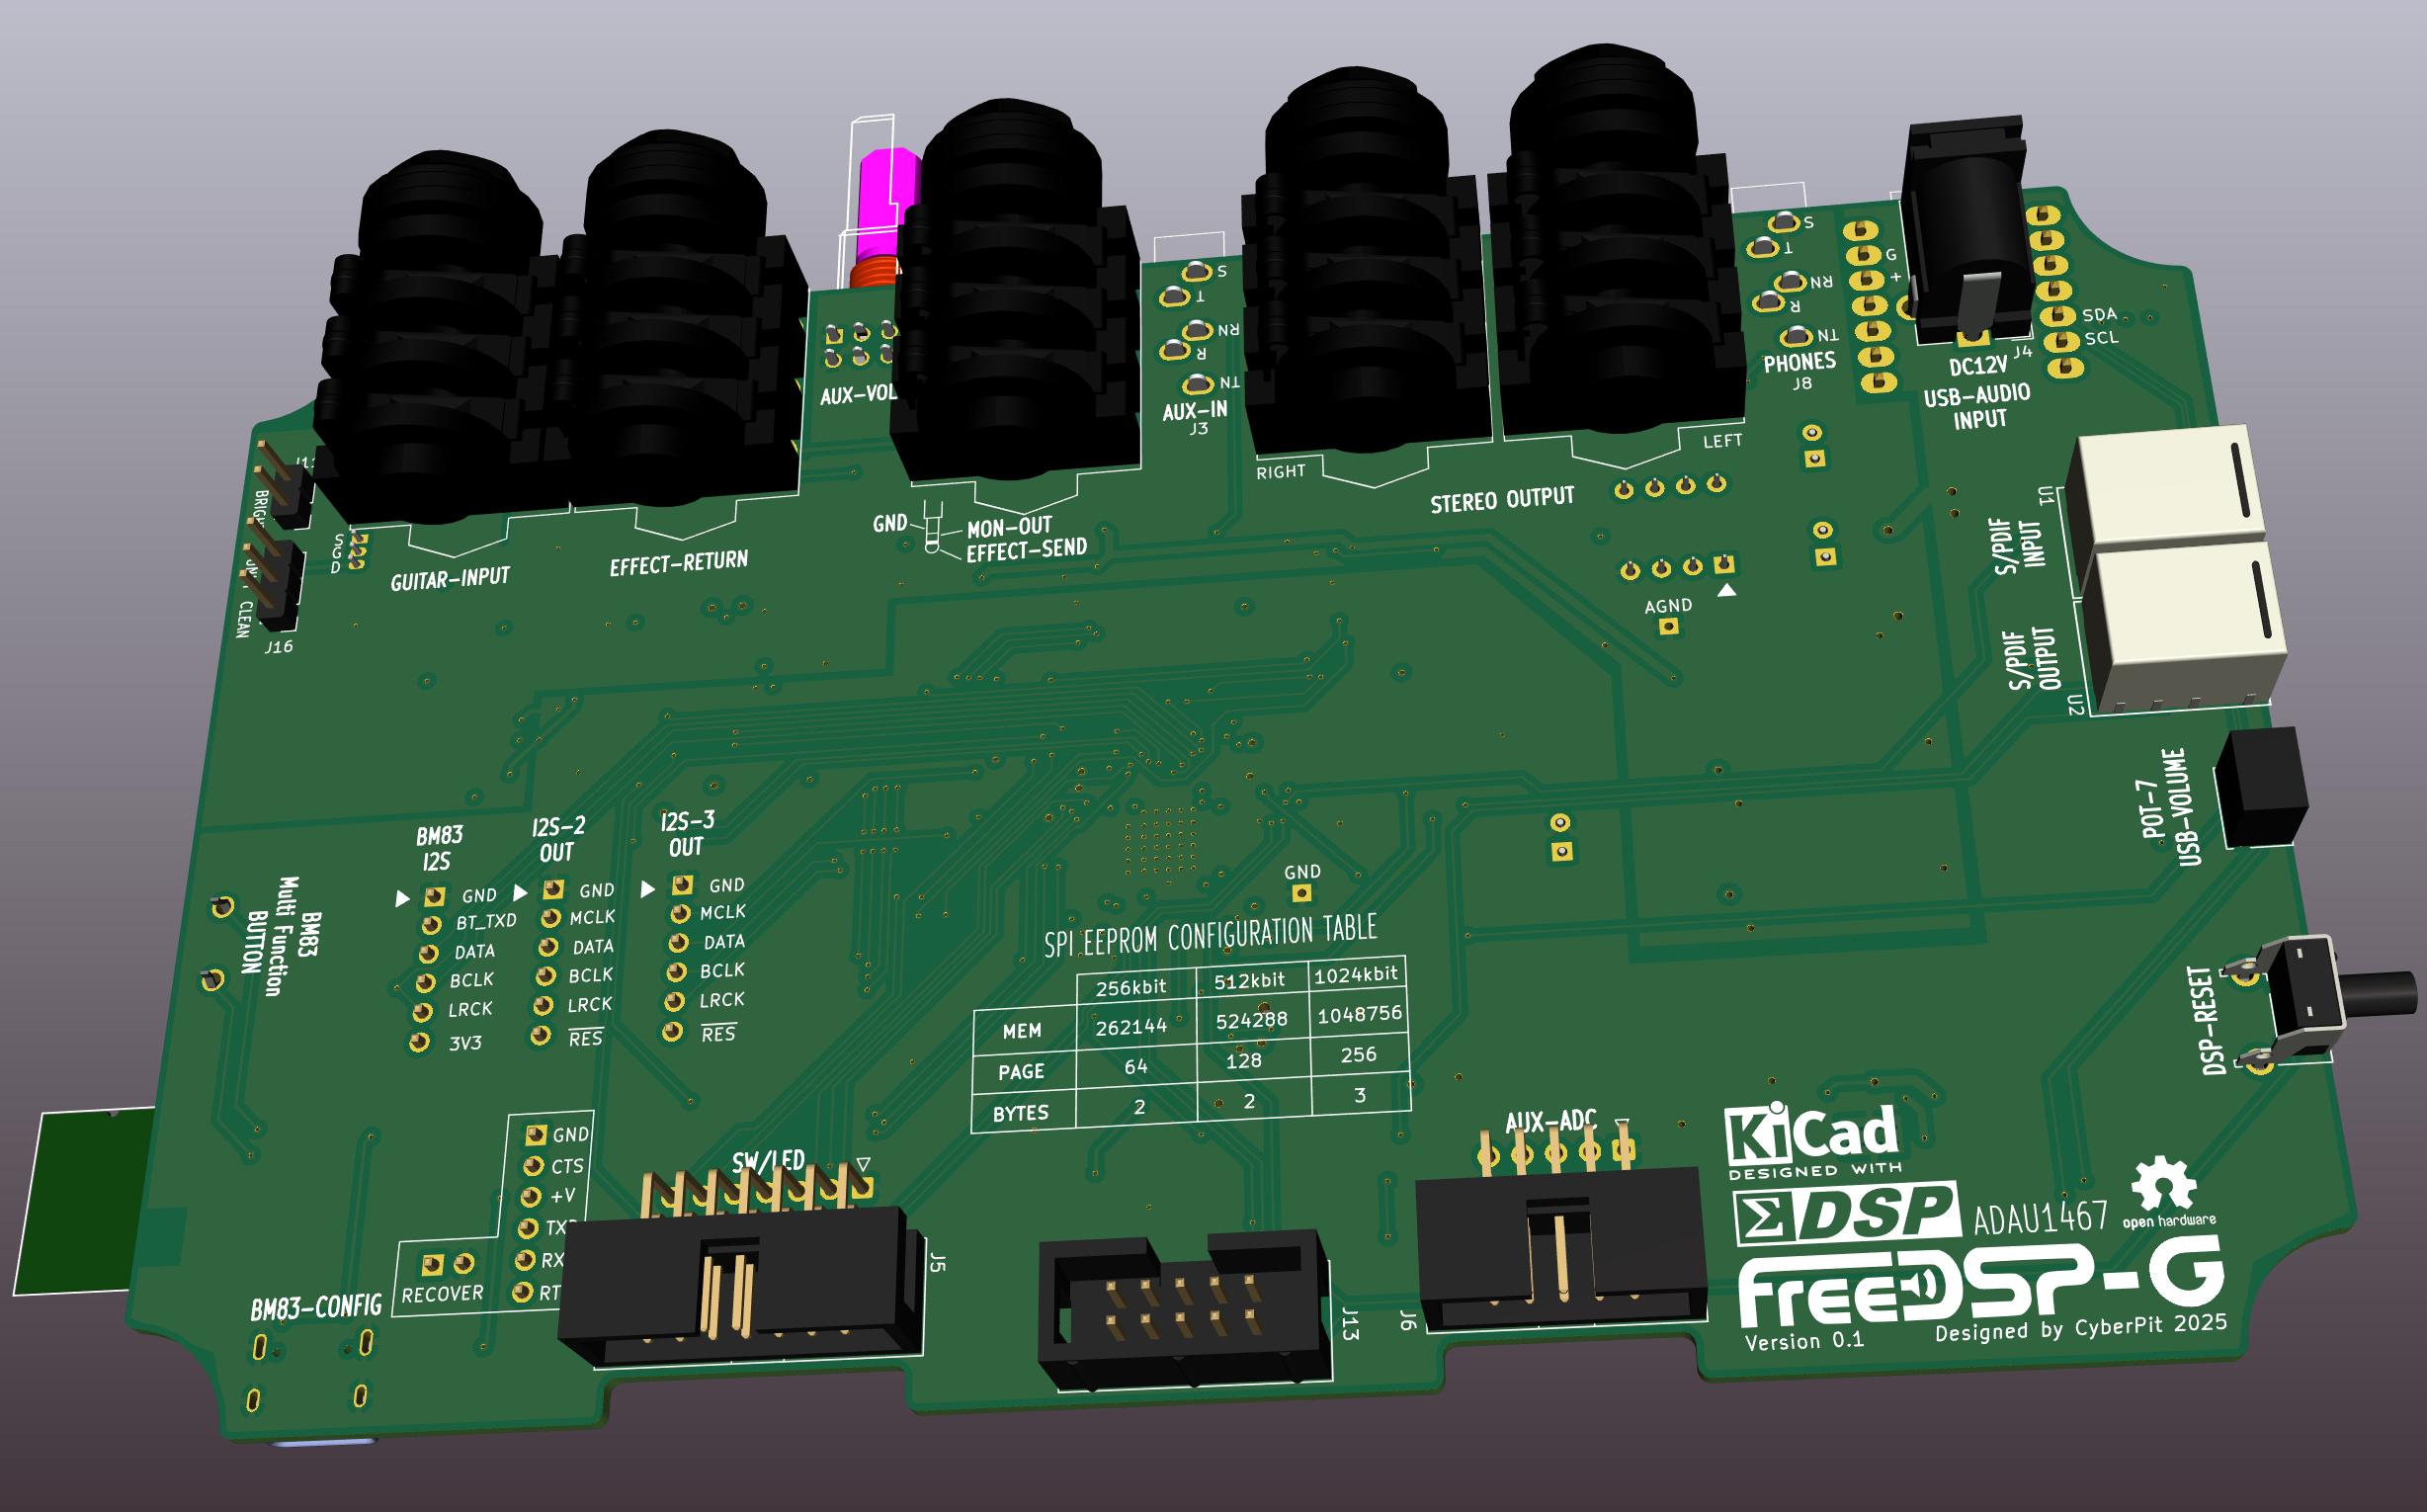 S
T
RN
R
TN
PHONES
J8
G
+
SDA
SCL
J4
DC12V
USB-AUDIO
INPUT
S
T
RN
R
TN
AUX-IN
J3
AUX-VOL
LEFT
RIGHT
STEREO OUTPUT
GND
MON-OUT
EFFECT-SEND
EFFECT-RETURN
GUITAR-INPUT
S
G
D
CLEAN
J16
AGND
U1
S/PDIF
INPUT
S/PDIF
OUTPUT
U2
POT-7
USB-VOLUME
DSP-RESET
BM83
I2S
GND
BT_TXD
DATA
BCLK
LRCK
3V3
I2S-2
OUT
GND
MCLK
DATA
BCLK
LRCK
RES
I2S-3
OUT
GND
MCLK
DATA
BCLK
LRCK
RES
BM83
Multi Function
BUTTON
GND
SPI EEPROM CONFIGURATION TABLE
256kbit 512kbit 1024kbit
MEM 262144 524288 1048756
PAGE 64 128 256
BYTES 2 2 3
GND
CTS
+V
RECOVER
BM83-CONFIG
SW/LED
J5
J13
AUX-ADC
J6
KiCad
DESIGNED WITH
ΣDSP ADAU1467
open hardware
freeDSP-G
Version 0.1 Designed by CyberPit 2025